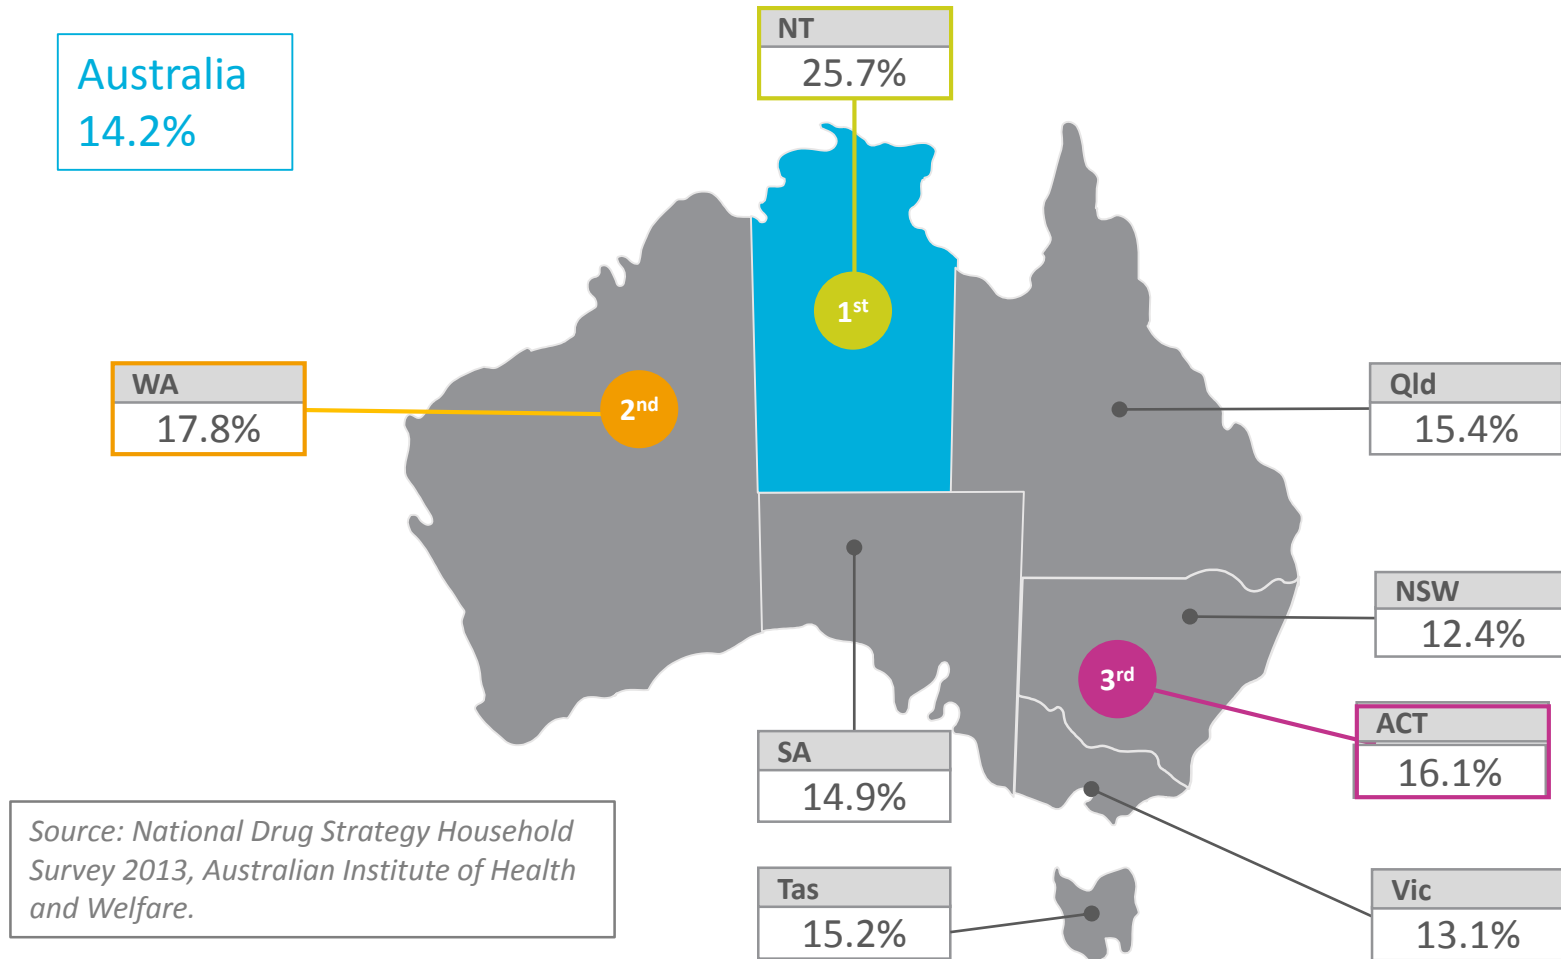 Australia
14.2%
NT
25.7%
1st
WA
17.8%
2nd
Qld
15.4%
NSW
12.4%
3rd
ACT
16.1%
SA
14.9%
Source: National Drug Strategy Household
Survey 2013, Australian Institute of Health
and Welfare.
Tas
15.2%
Vic
13.1%